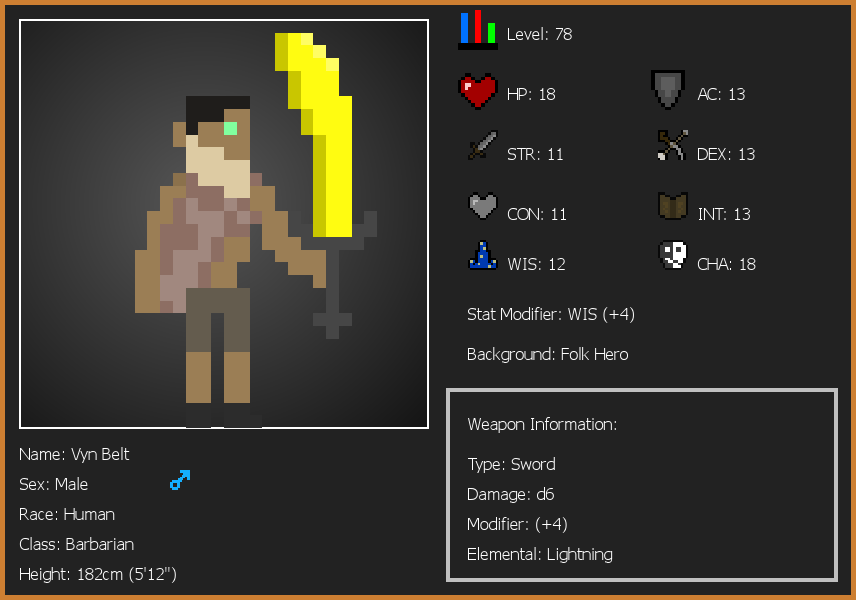 Level: 78
HP: 18
AC: 13
STR: 11
DEX: 13
CON: 11
INT: 13
WIS: 12
CHA: 18
Stat Modifier: WIS (+4)
Background: Folk Hero
Weapon Information:
Type: Sword
Damage: d6
Modifier: (+4)
Elemental: Lightning
Name: Vyn Belt
Sex: Male
Race: Human
Class: Barbarian
Height: 182cm (5'12")